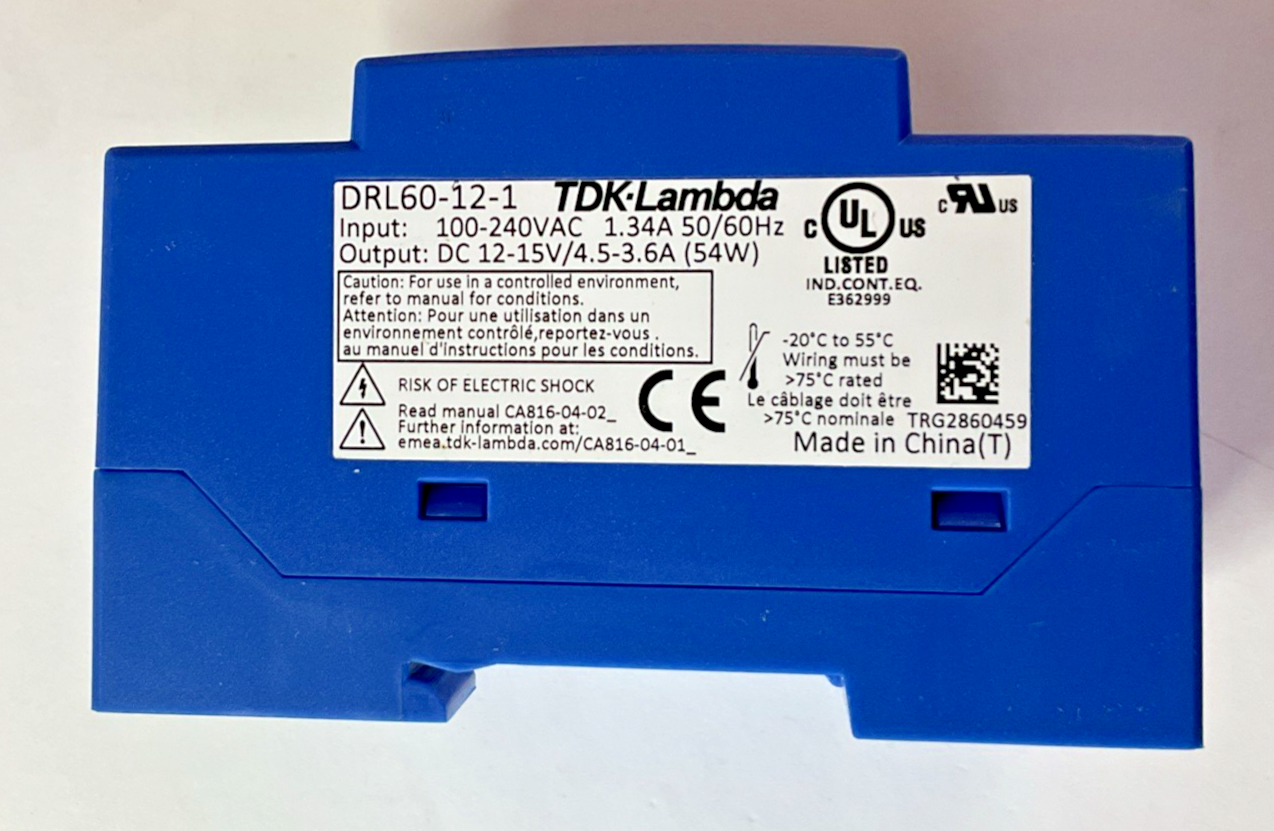 DRL60-12-1 TDK·Lambda
Input: 100-240VAC 1.34A 50/60Hz
Output: DC 12-15V/4.5-3.6A (54W)
Caution: For use in a controlled environment,
refer to manual for conditions.
Attention: Pour une utilisation dans un
environnement contrôlé,reportez-vous .
au manuel d'instructions pour les conditions.
RISK OF ELECTRIC SHOCK
Read manual CA816-04-02_
Further information at:
emea.tdk-lambda.com/CA816-04-01_
CE
C UL US
LISTED
IND.CONT.EQ.
E362999
C RU US
-20°C to 55°C
Wiring must be
>75°C rated
Le câblage doit être
>75°C nominale
TRG2860459
Made in China(T)